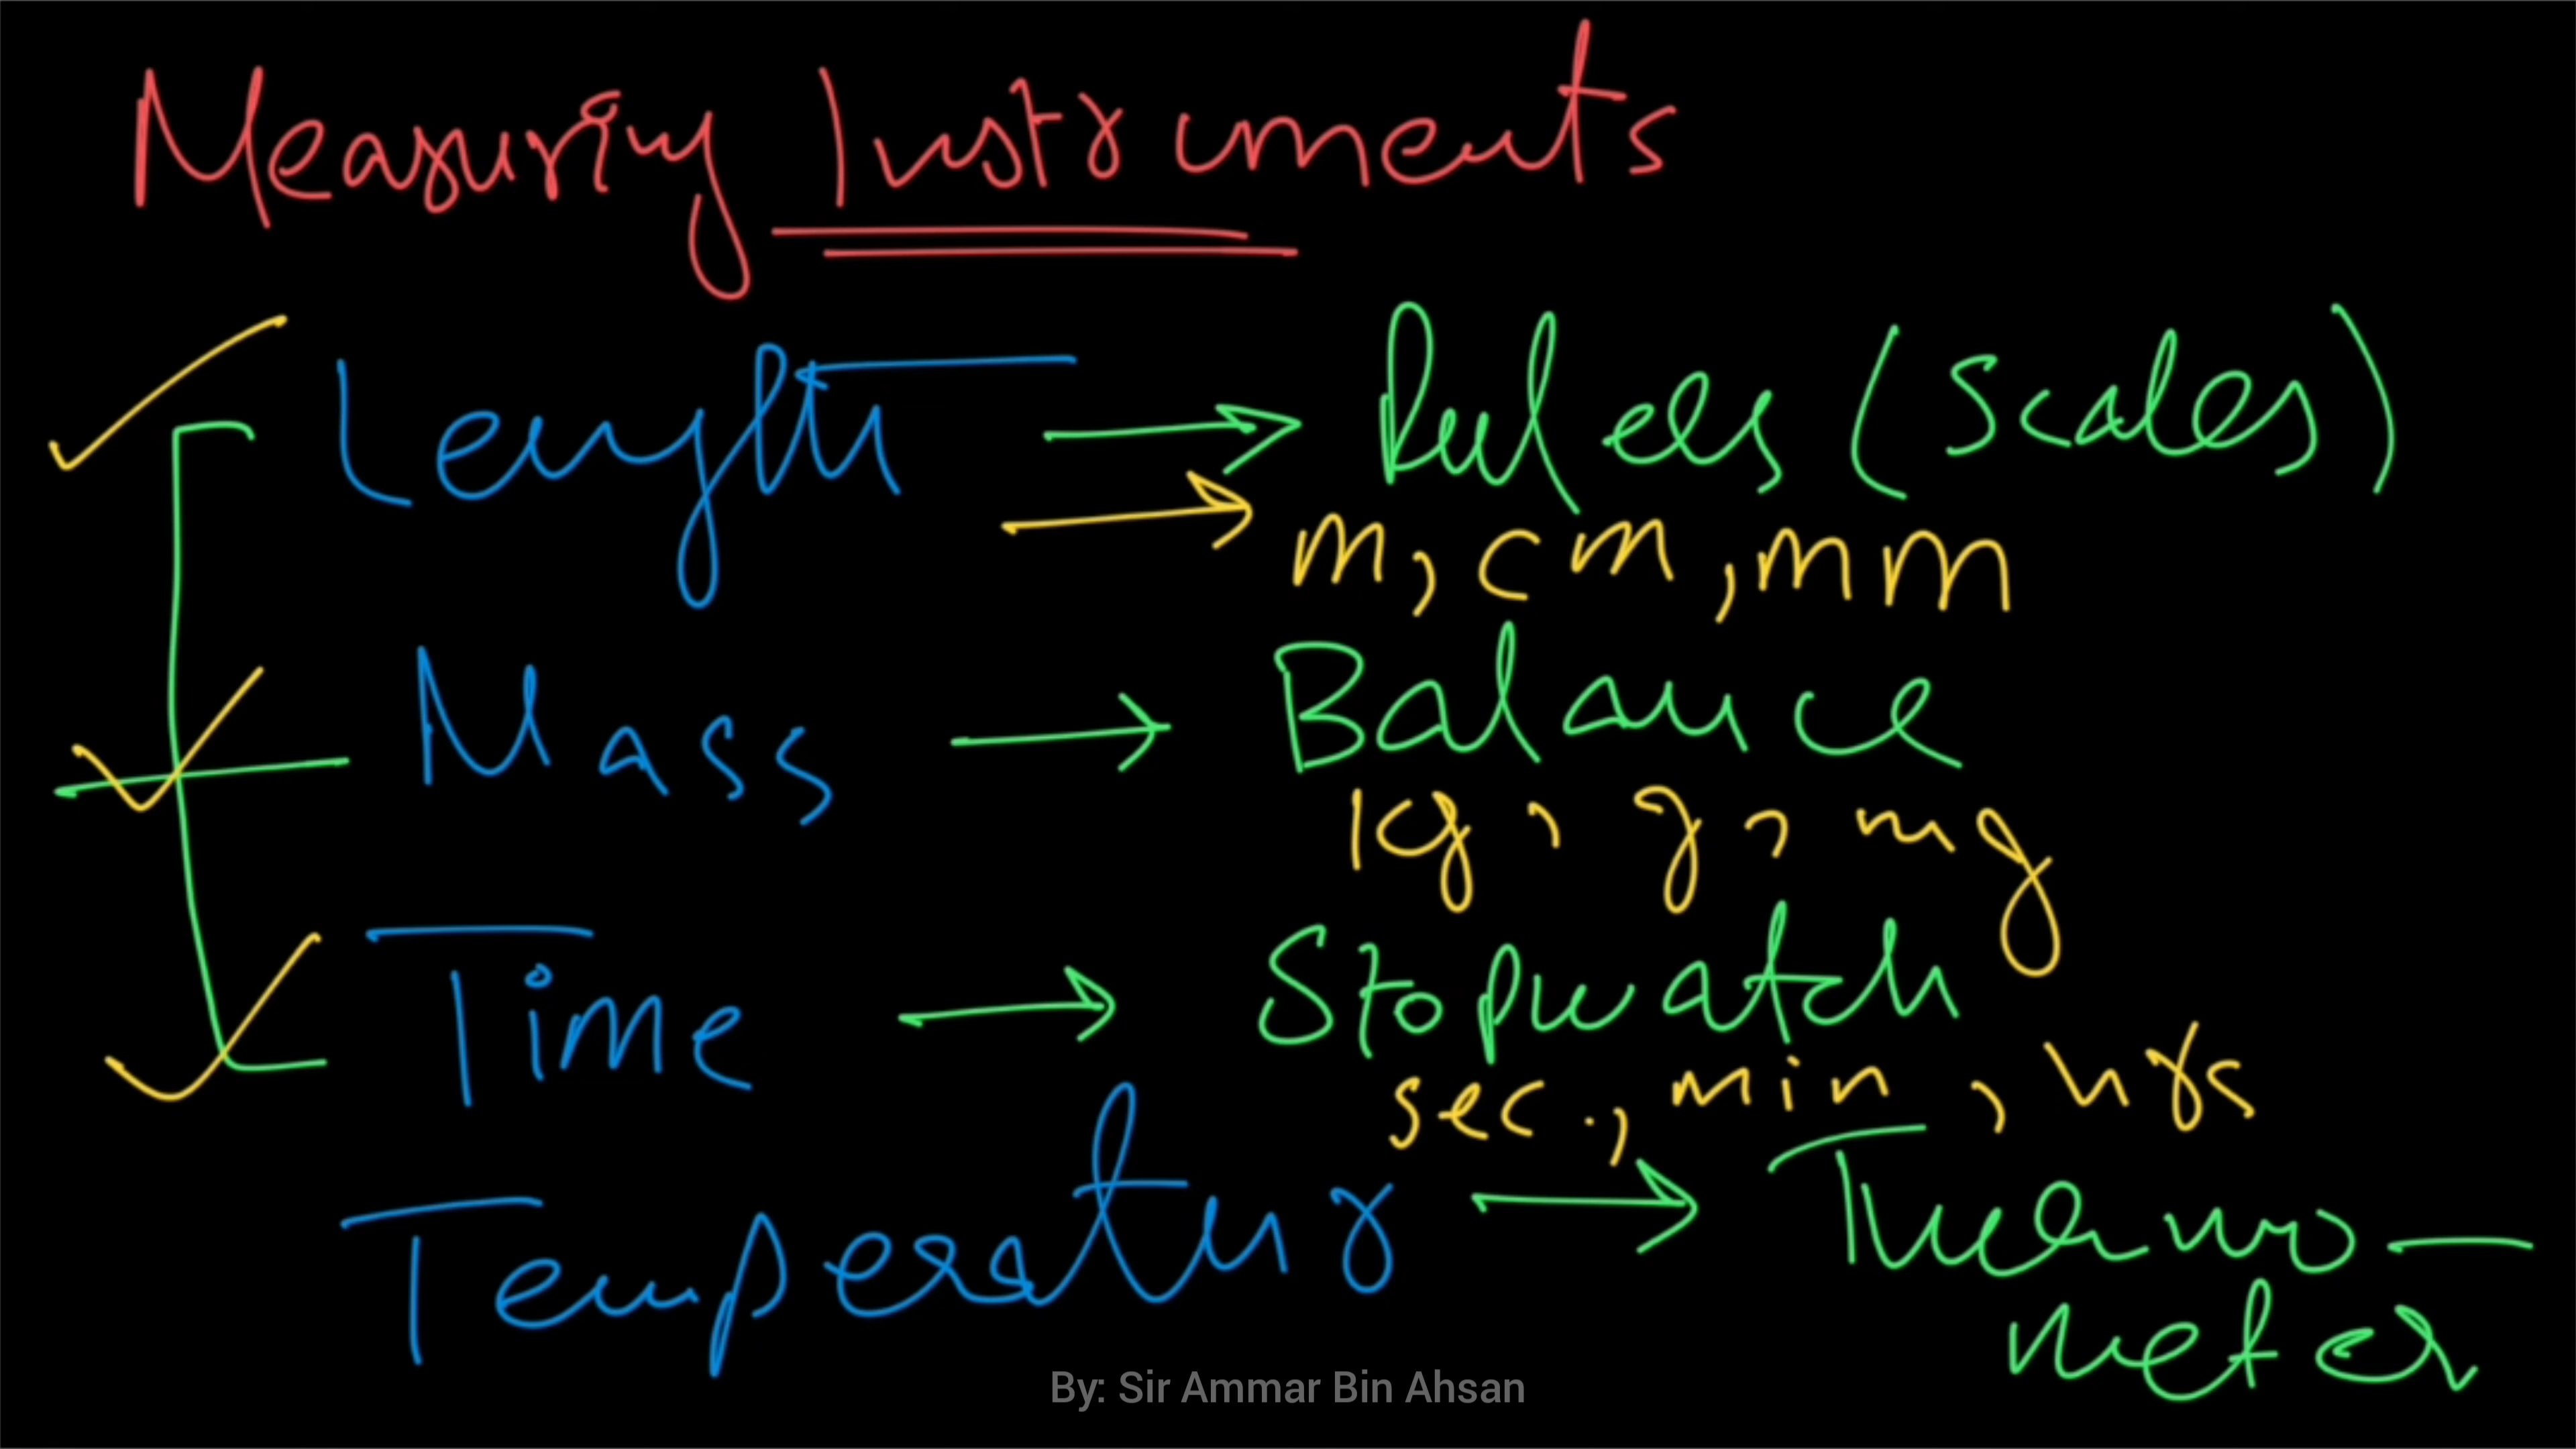 Measuring Instruments
Length → Rulers (Scales)
→ m, cm, mm
Mass → Balance
kg, g, mg
Time → Stopwatch
sec., min, hrs
Temperatur → Thermo-
meter
By: Sir Ammar Bin Ahsan